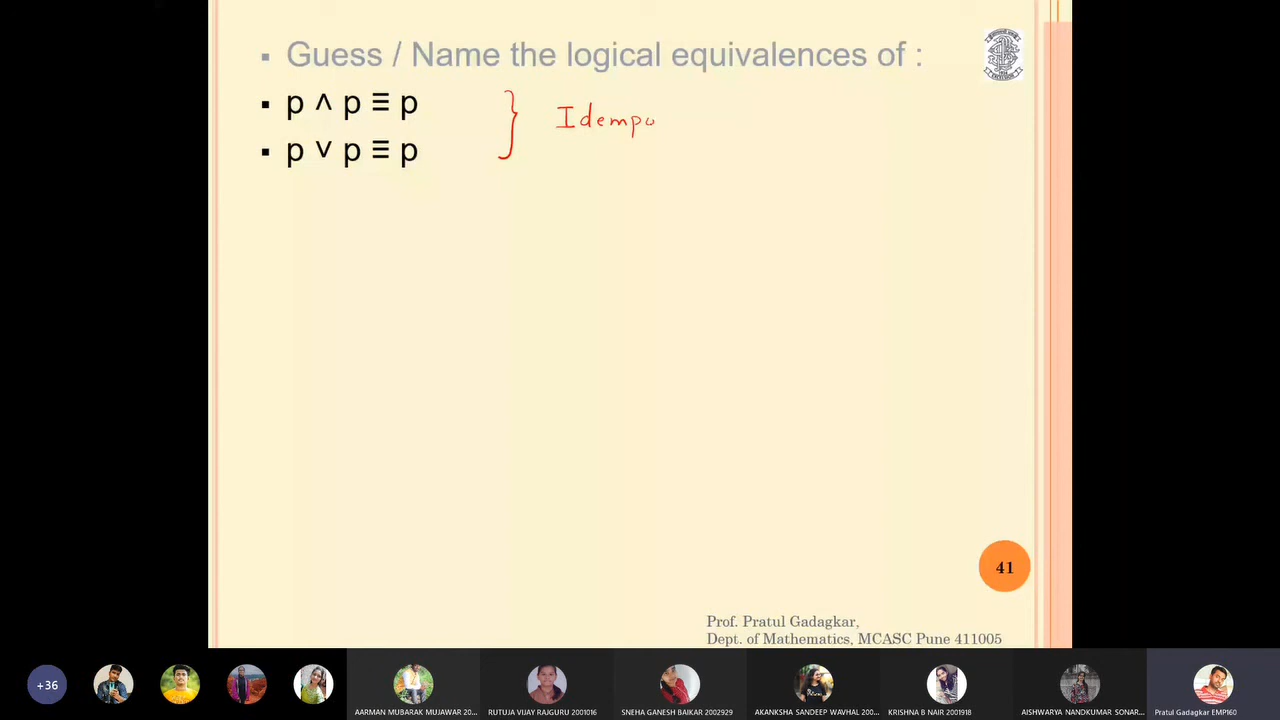 Guess / Name the logical equivalences of :
p ˄ p ≡ p
p ˅ p ≡ p
Idempo
41
Prof. Pratul Gadagkar,
Dept. of Mathematics, MCASC Pune 411005
+36
AARMAN MUBARAK MUJAWAR 20...
RUTUJA VIJAY RAJGURU 2001016
SNEHA GANESH BAIKAR 2002929
AKANKSHA SANDEEP WAVHAL 200...
KRISHNA B NAIR 2001918
AISHWARYA NANDKUMAR SONAR...
Pratul Gadagkar EMP160